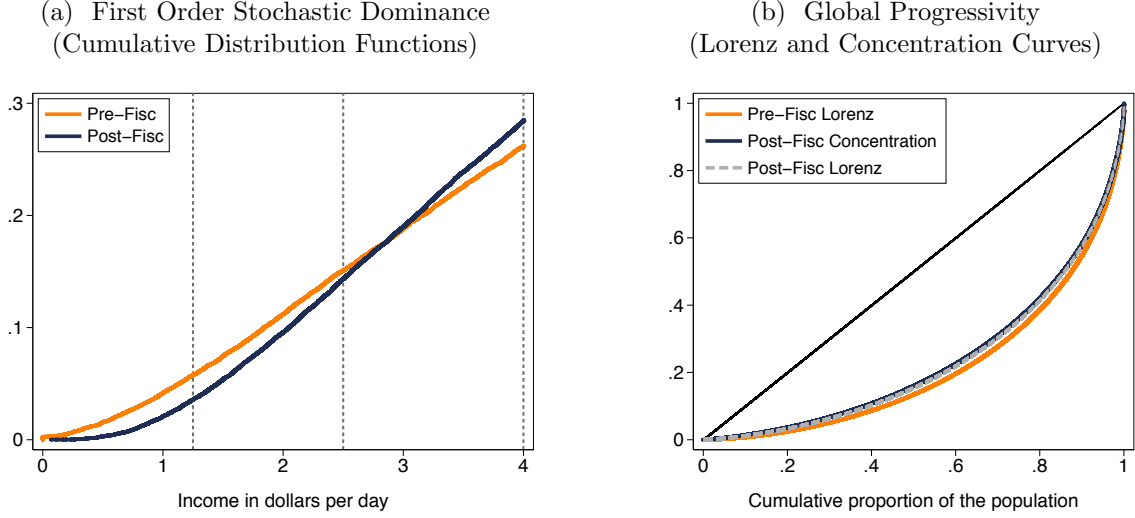 (a) First Order Stochastic Dominance
(Cumulative Distribution Functions)
.3
.2
.1
0
Pre–Fisc
Post–Fisc
0 1 2 3 4
Income in dollars per day
(b) Global Progressivity
(Lorenz and Concentration Curves)
1
.8
.6
.4
.2
0
Pre–Fisc Lorenz
Post–Fisc Concentration
Post–Fisc Lorenz
0 .2 .4 .6 .8 1
Cumulative proportion of the population